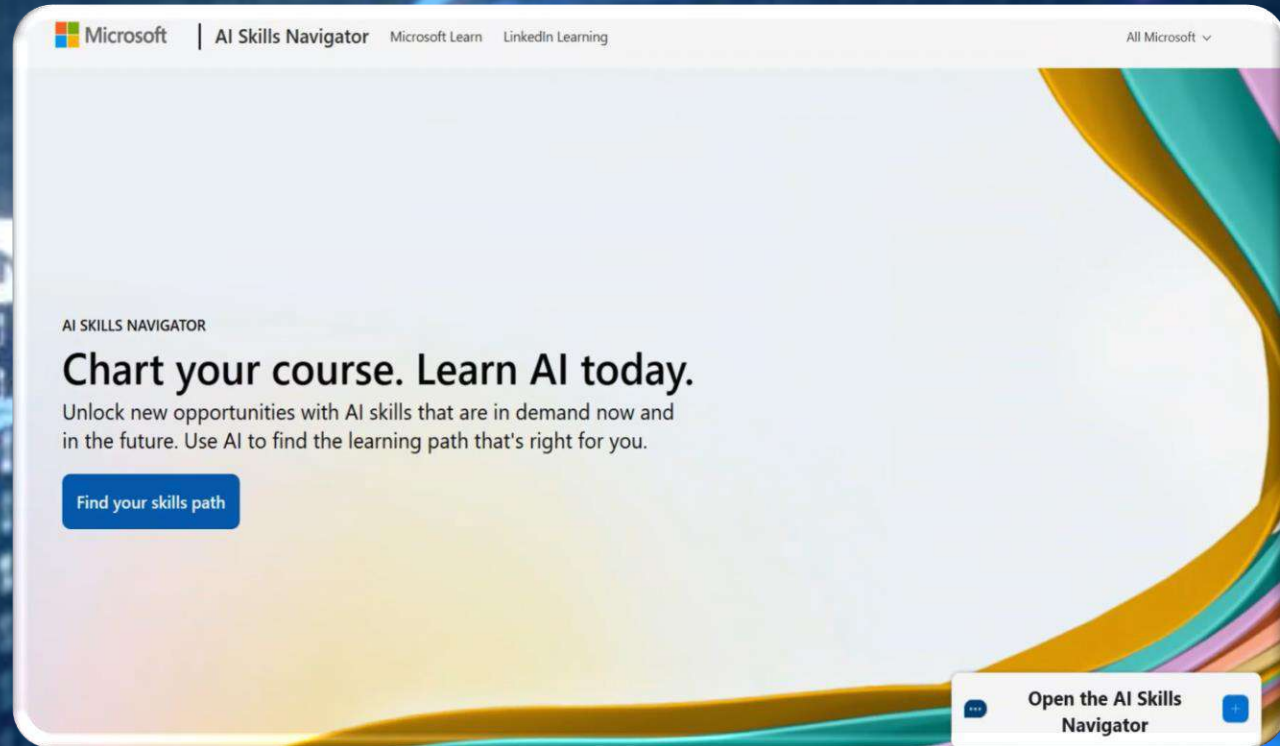 Microsoft | AI Skills Navigator Microsoft Learn LinkedIn Learning All Microsoft
AI SKILLS NAVIGATOR
Chart your course. Learn AI today.
Unlock new opportunities with AI skills that are in demand now and
in the future. Use AI to find the learning path that's right for you.
Find your skills path
Open the AI Skills
Navigator